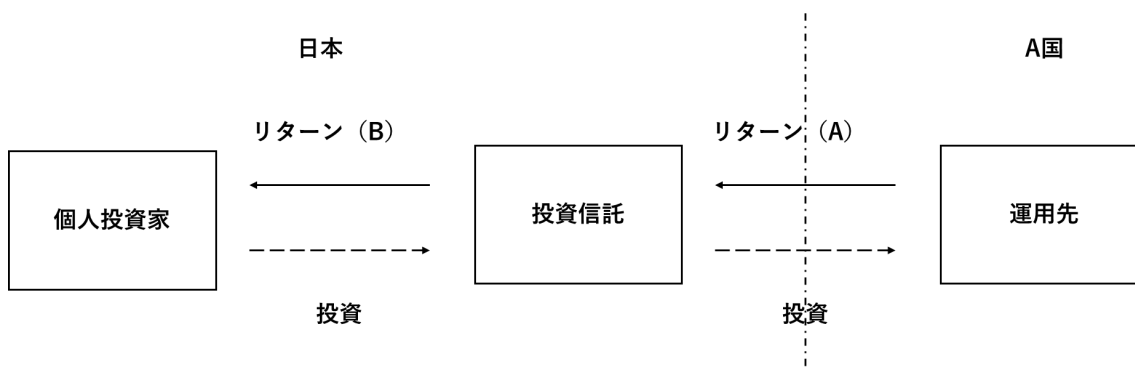 日本
A国
リターン（B）
リターン（A）
個人投資家
投資信託
運用先
投資
投資